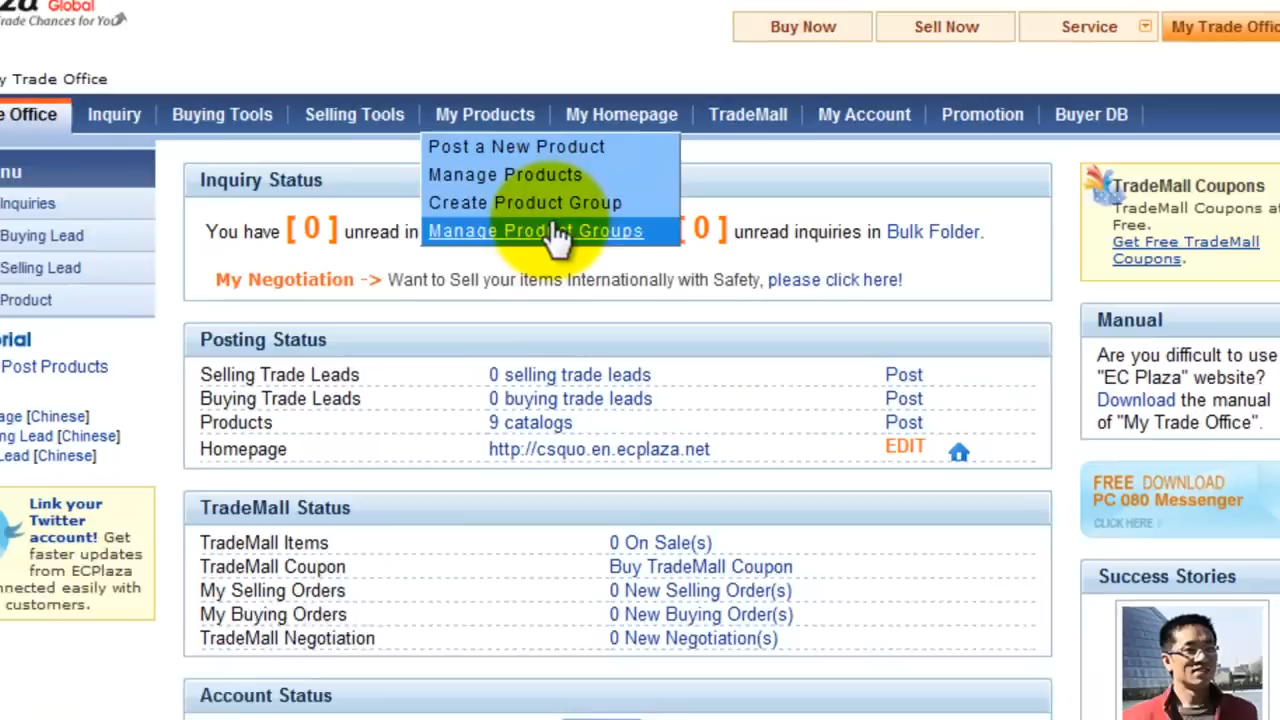 Global
rade Chances for You
Buy Now
Sell Now
Service
My Trade Offic
y Trade Office
e Office
Inquiry
Buying Tools
Selling Tools
My Products
My Homepage
TradeMall
My Account
Promotion
Buyer DB
Post a New Product
Manage Products
Create Product Group
Manage Product Groups
nu
Inquiries
Buying Lead
Selling Lead
Product
rial
Post Products
age [Chinese]
ng Lead [Chinese]
Lead [Chinese]
Link your
Twitter
account! Get
faster updates
from ECPlaza
nnected easily with
customers.
Inquiry Status
You have [ 0 ] unread in
[ 0 ] unread inquiries in Bulk Folder.
My Negotiation -> Want to Sell your items Internationally with Safety, please click here!
Posting Status
Selling Trade Leads 0 selling trade leads Post
Buying Trade Leads 0 buying trade leads Post
Products 9 catalogs Post
Homepage http://csquo.en.ecplaza.net EDIT
TradeMall Status
TradeMall Items 0 On Sale(s)
TradeMall Coupon Buy TradeMall Coupon
My Selling Orders 0 New Selling Order(s)
My Buying Orders 0 New Buying Order(s)
TradeMall Negotiation 0 New Negotiation(s)
Account Status
TradeMall Coupons
TradeMall Coupons at
Free.
Get Free TradeMall
Coupons.
Manual
Are you difficult to use
"EC Plaza" website?
Download the manual
of "My Trade Office".
FREE DOWNLOAD
PC 080 Messenger
CLICK HERE
Success Stories